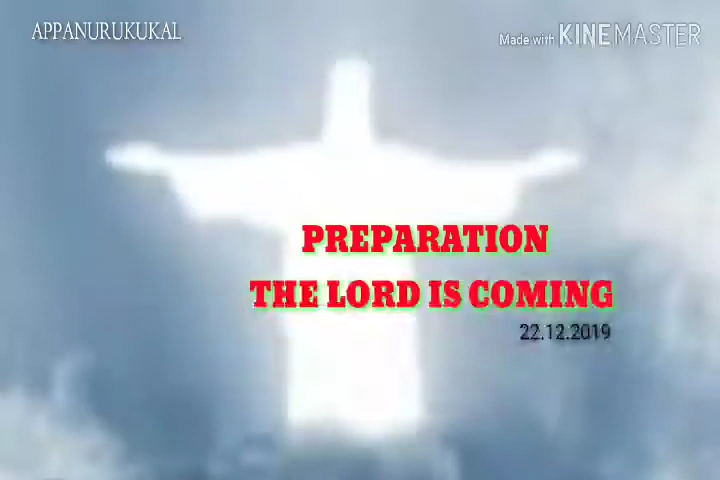 APPANURUKUKAL
Made with KINEMASTER
PREPARATION
THE LORD IS COMING
22.12.2019